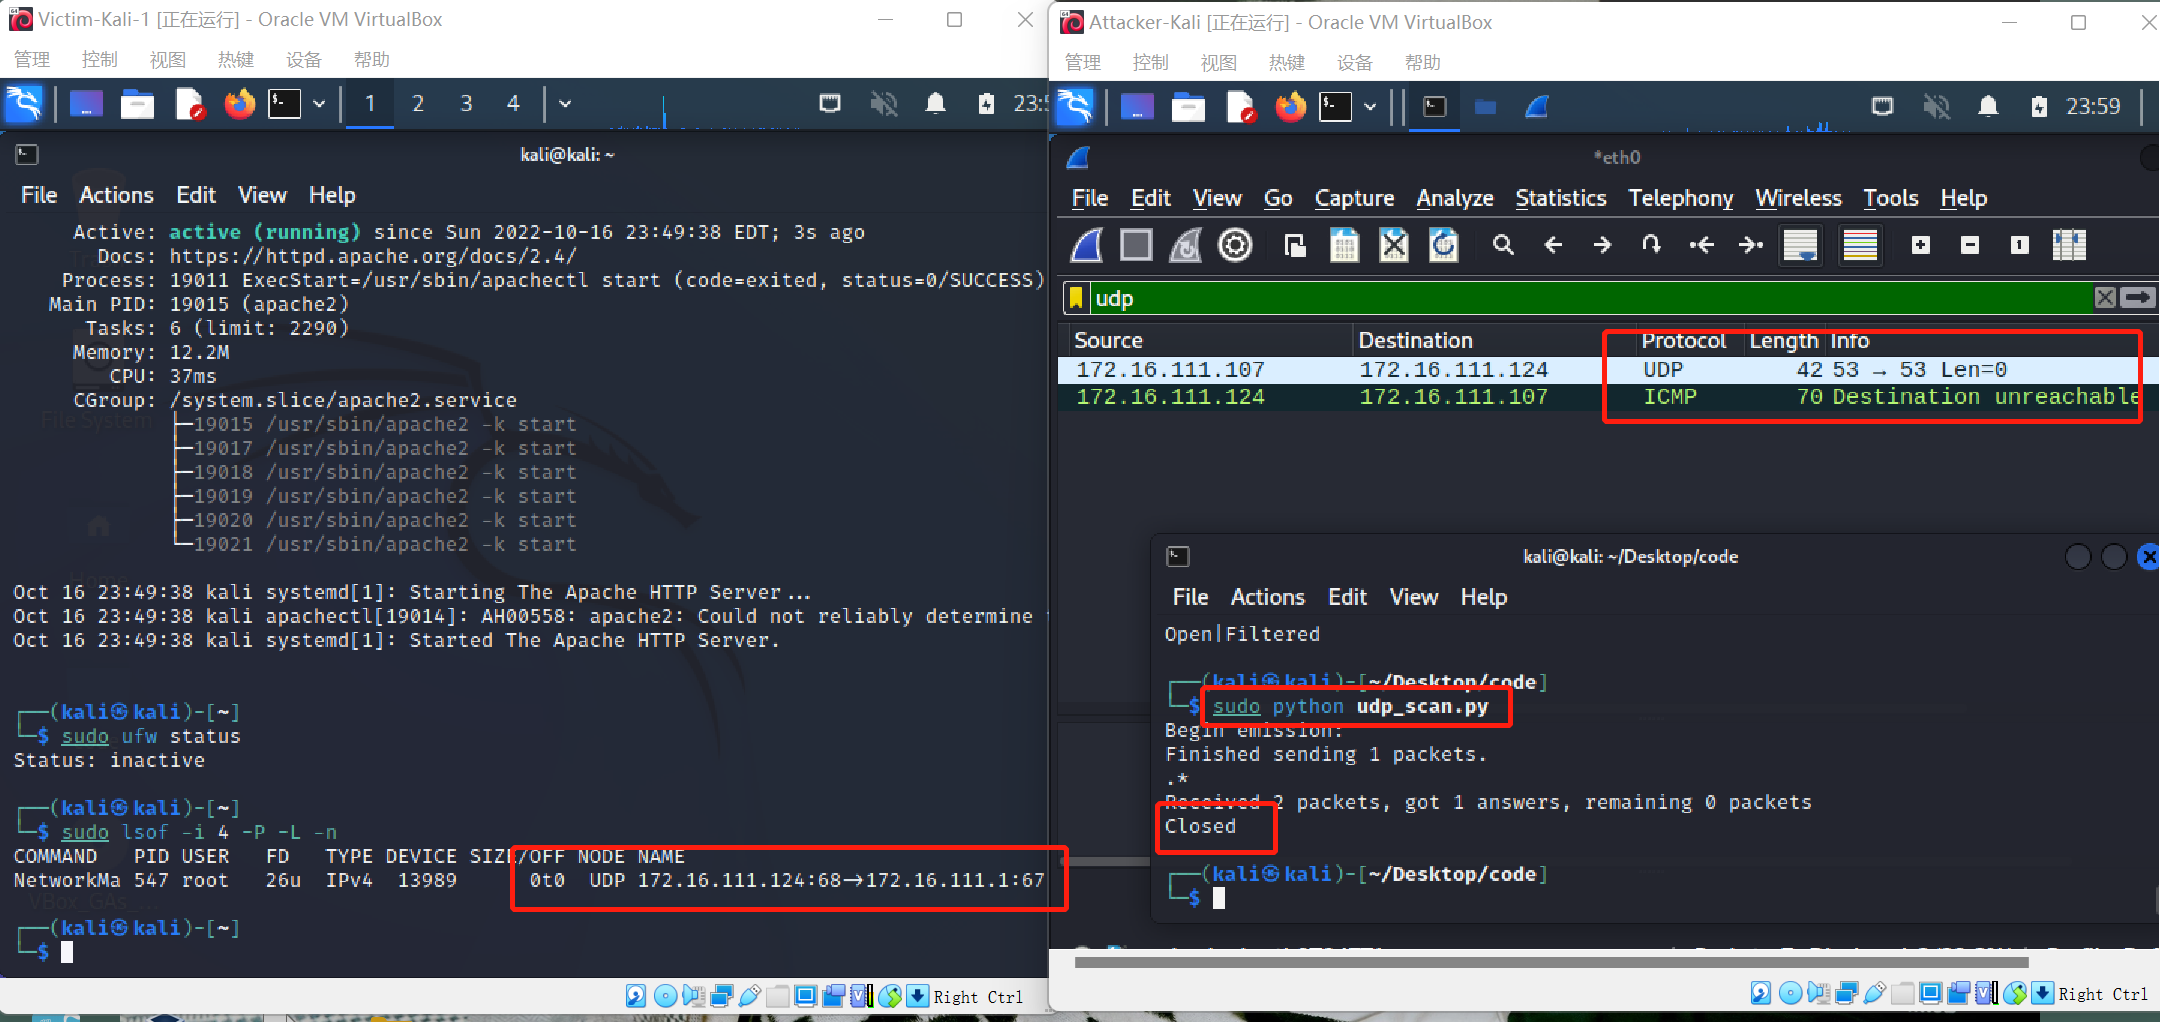 Victim-Kali-1 [正在运行] - Oracle VM VirtualBox
管理 控制 视图 热键 设备 帮助
1 2 3 4
kali@kali: ~
File Actions Edit View Help
Active: active (running) since Sun 2022-10-16 23:49:38 EDT; 3s ago
Docs: https://httpd.apache.org/docs/2.4/
Process: 19011 ExecStart=/usr/sbin/apachectl start (code=exited, status=0/SUCCESS)
Main PID: 19015 (apache2)
Tasks: 6 (limit: 2290)
Memory: 12.2M
CPU: 37ms
CGroup: /system.slice/apache2.service
├─19015 /usr/sbin/apache2 -k start
├─19017 /usr/sbin/apache2 -k start
├─19018 /usr/sbin/apache2 -k start
├─19019 /usr/sbin/apache2 -k start
├─19020 /usr/sbin/apache2 -k start
└─19021 /usr/sbin/apache2 -k start
File System
Home
Oct 16 23:49:38 kali systemd[1]: Starting The Apache HTTP Server...
Oct 16 23:49:38 kali apachectl[19014]: AH00558: apache2: Could not reliably determine
Oct 16 23:49:38 kali systemd[1]: Started The Apache HTTP Server.
┌──(kali㉿kali)-[~]
└─$ sudo ufw status
Status: inactive
┌──(kali㉿kali)-[~]
└─$ sudo lsof -i 4 -P -L -n
COMMAND PID USER FD TYPE DEVICE SIZE/OFF NODE NAME
NetworkMa 547 root 26u IPv4 13989 0t0 UDP 172.16.111.124:68→172.16.111.1:67
VBox_GAs_...
┌──(kali㉿kali)-[~]
└─$
Right Ctrl
Attacker-Kali [正在运行] - Oracle VM VirtualBox
管理 控制 视图 热键 设备 帮助
23:59
*eth0
File Edit View Go Capture Analyze Statistics Telephony Wireless Tools Help
udp
Source Destination Protocol Length Info
172.16.111.107 172.16.111.124 UDP 42 53 → 53 Len=0
172.16.111.124 172.16.111.107 ICMP 70 Destination unreachable
kali@kali: ~/Desktop/code
File Actions Edit View Help
Open|Filtered
┌──(kali㉿kali)-[~/Desktop/code]
└─$ sudo python udp_scan.py
Begin emission:
Finished sending 1 packets.
.*
Received 2 packets, got 1 answers, remaining 0 packets
Closed
┌──(kali㉿kali)-[~/Desktop/code]
└─$
Right Ctrl